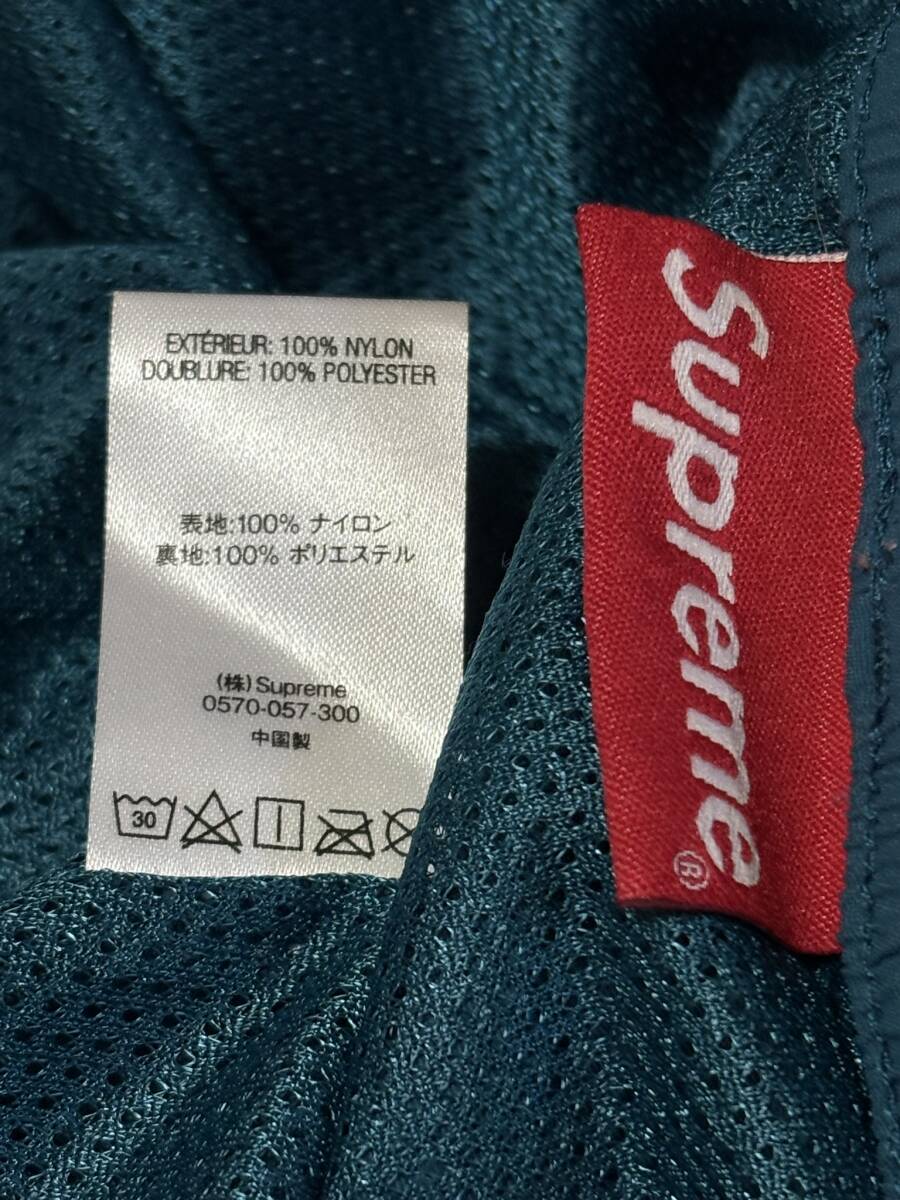 EXTÉRIEUR: 100% NYLON
DOUBLURE: 100% POLYESTER
表地:100% ナイロン
裏地:100% ポリエステル
(株)Supreme
0570-057-300
中国製
30
Supreme®